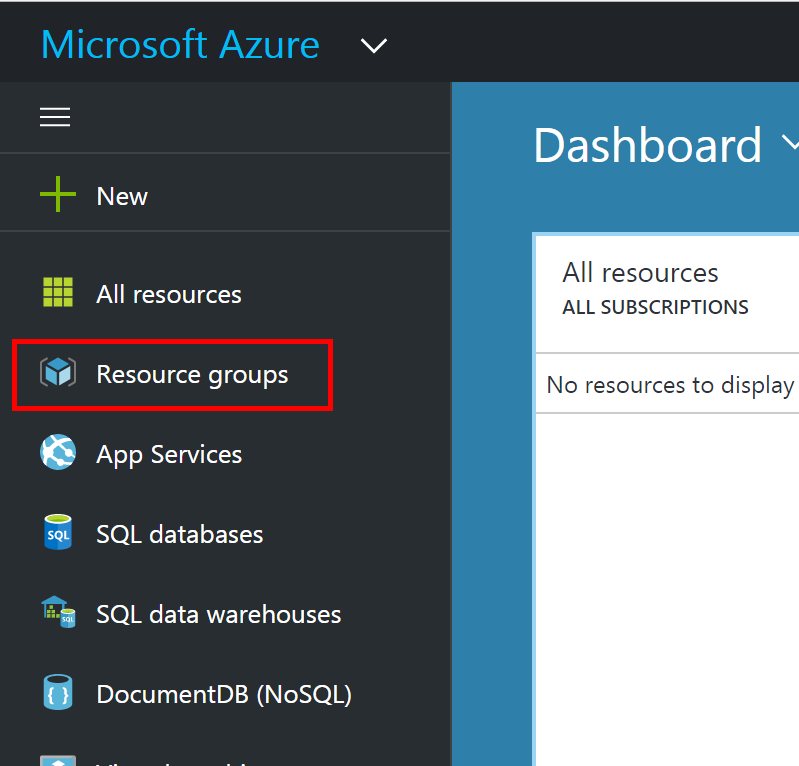 Microsoft Azure
Dashboard
New
All resources
Resource groups
App Services
SQL databases
SQL data warehouses
DocumentDB (NoSQL)
All resources
ALL SUBSCRIPTIONS
No resources to display
SQL
SQL